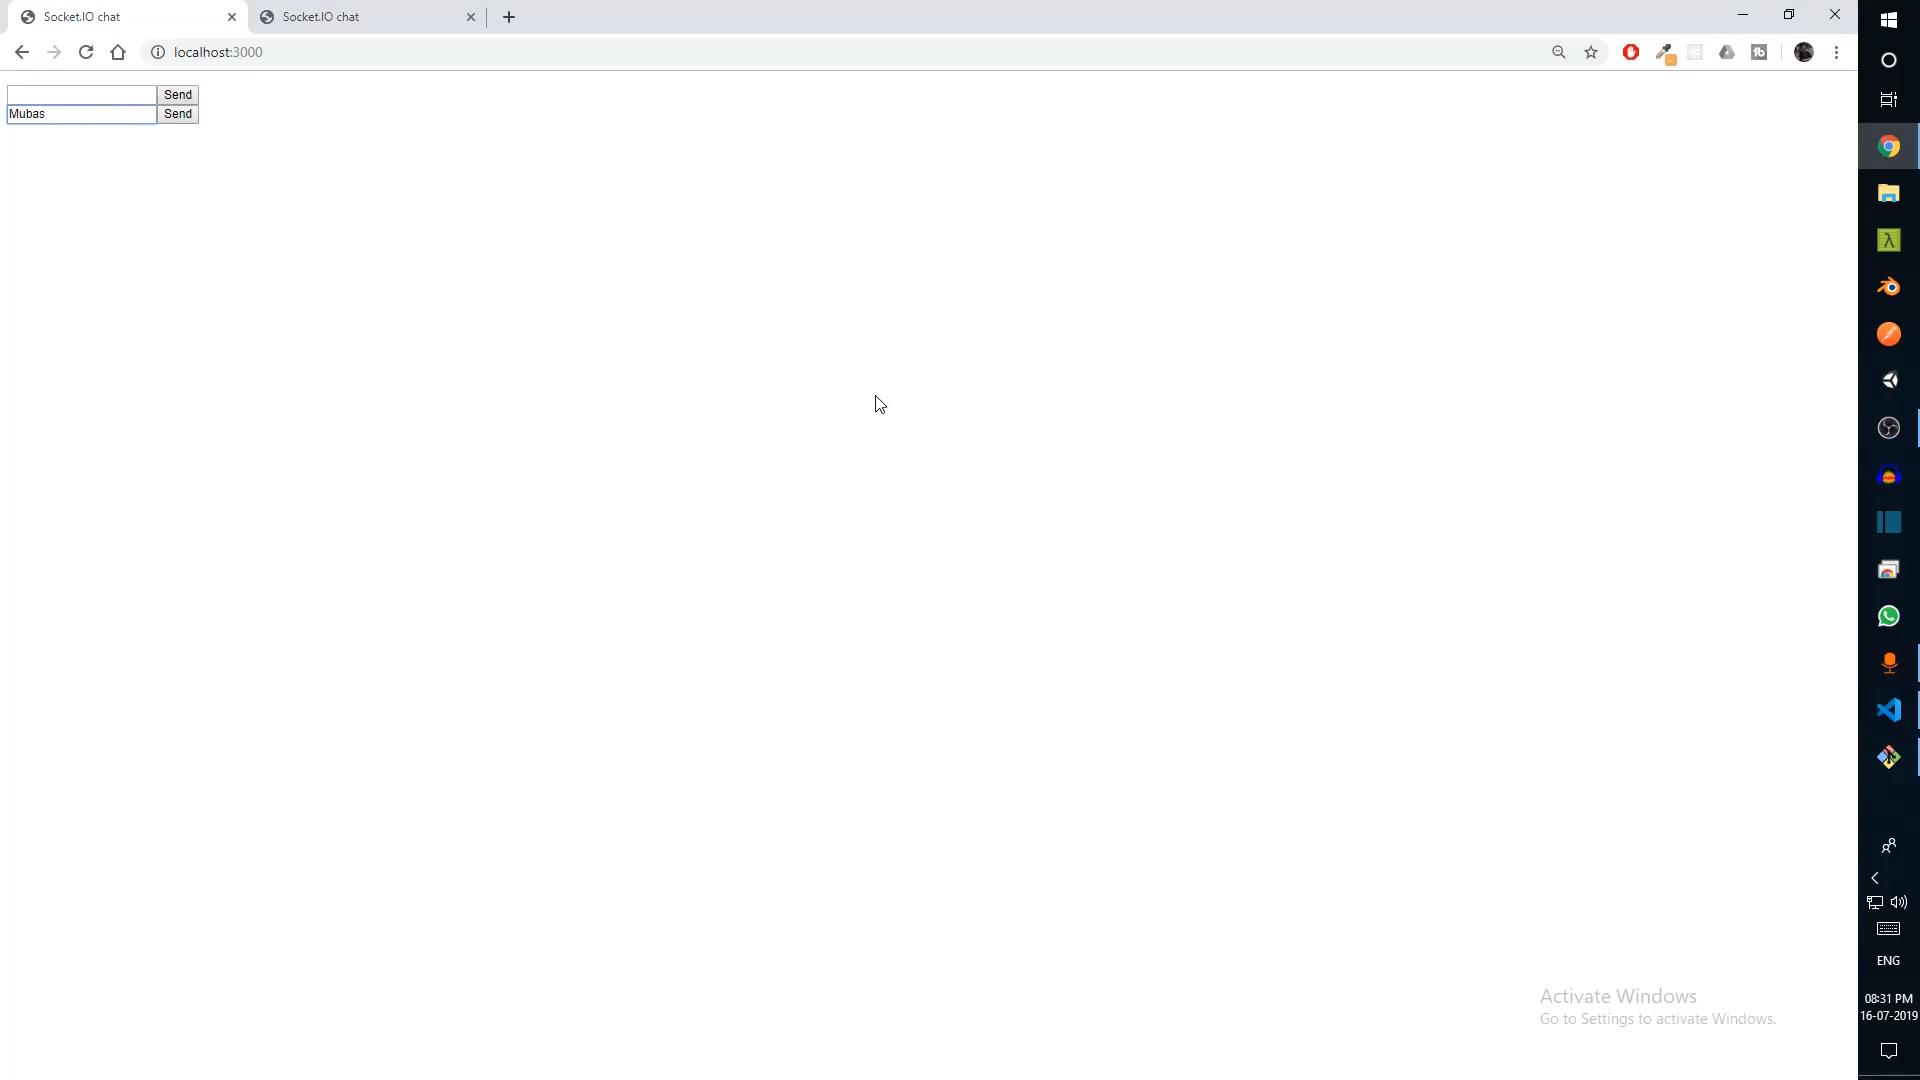 Socket.IO chat
Socket.IO chat
localhost:3000
Send
Mubas
Send
Activate Windows
Go to Settings to activate Windows.
ENG
08:31 PM
16-07-2019